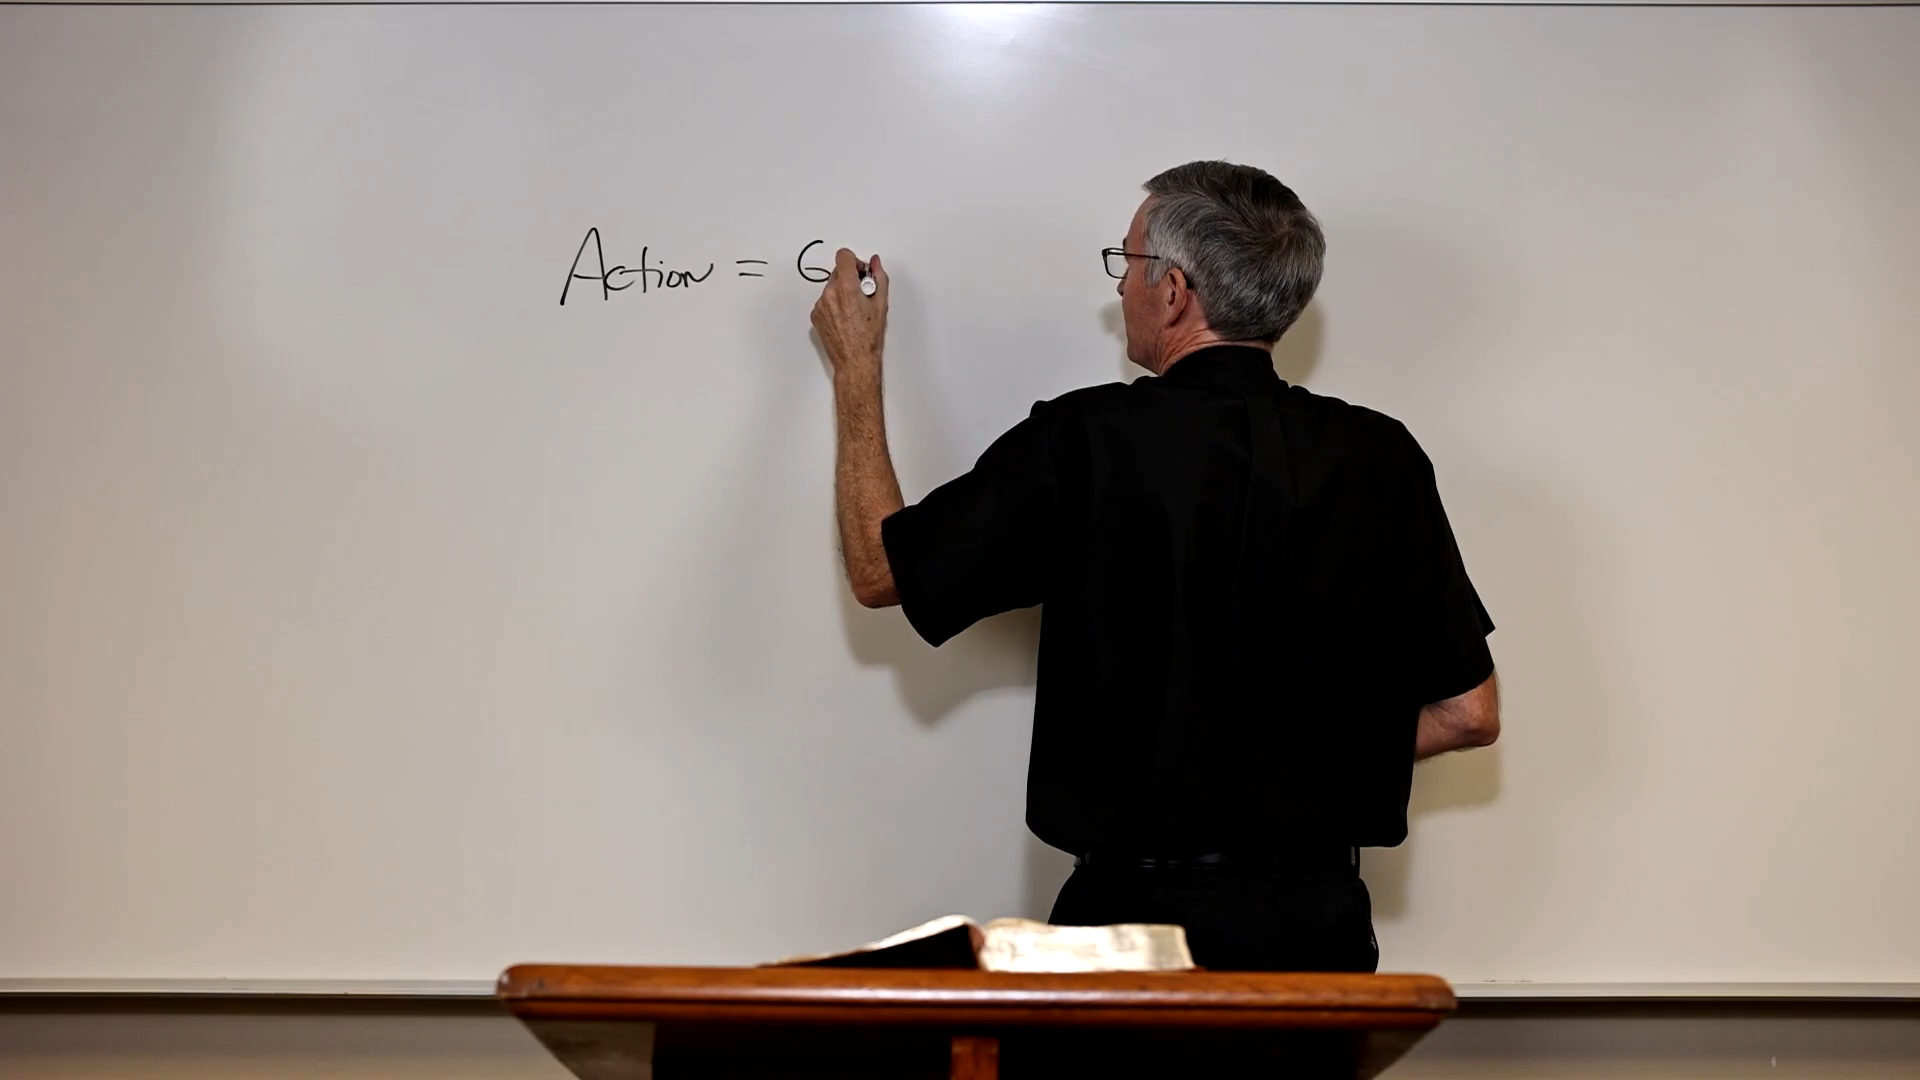 Action = G